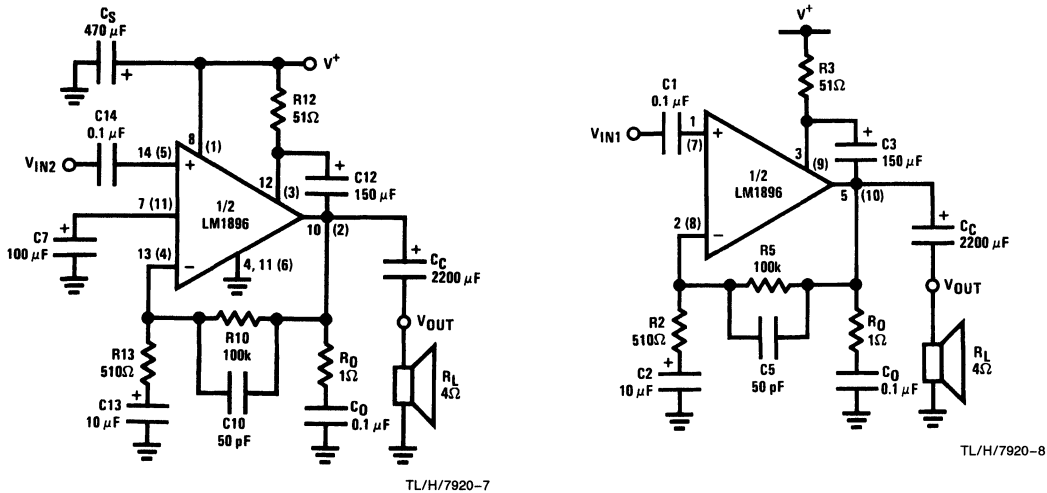 CS
470 μF
V+
R12
51Ω
C14
0.1 μF
8
(1)
VIN2
14 (5)
+
12
(3)
+
C12
150 μF
7 (11)
1/2
LM1896
10
(2)
+
C7
100 μF
13 (4)
−
4, 11 (6)
+
CC
2200 μF
VOUT
R10
100k
R13
510Ω
RO
1Ω
RL
4Ω
+
C13
10 μF
C10
50 pF
CO
0.1 μF
+
TL/H/7920-7
V+
R3
51Ω
C1
0.1 μF
VIN1
1
(7)
+
3
(9)
+
C3
150 μF
1/2
LM1896
5
(10)
2 (8)
−
+
CC
2200 μF
R5
100k
VOUT
R2
510Ω
RO
1Ω
C5
50 pF
RL
4Ω
+
C2
10 μF
CO
0.1 μF
TL/H/7920-8